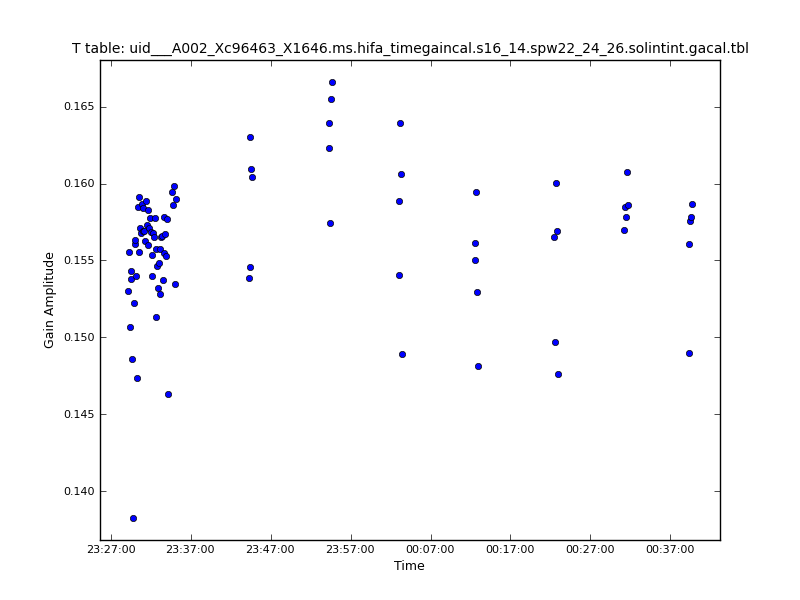 T table: uid___A002_Xc96463_X1646.ms.hifa_timegaincal.s16_14.spw22_24_26.solintint.gacal.tbl
0.165
0.160
0.155
0.150
0.145
0.140
Gain Amplitude
23:27:00 23:37:00 23:47:00 23:57:00 00:07:00 00:17:00 00:27:00 00:37:00
Time